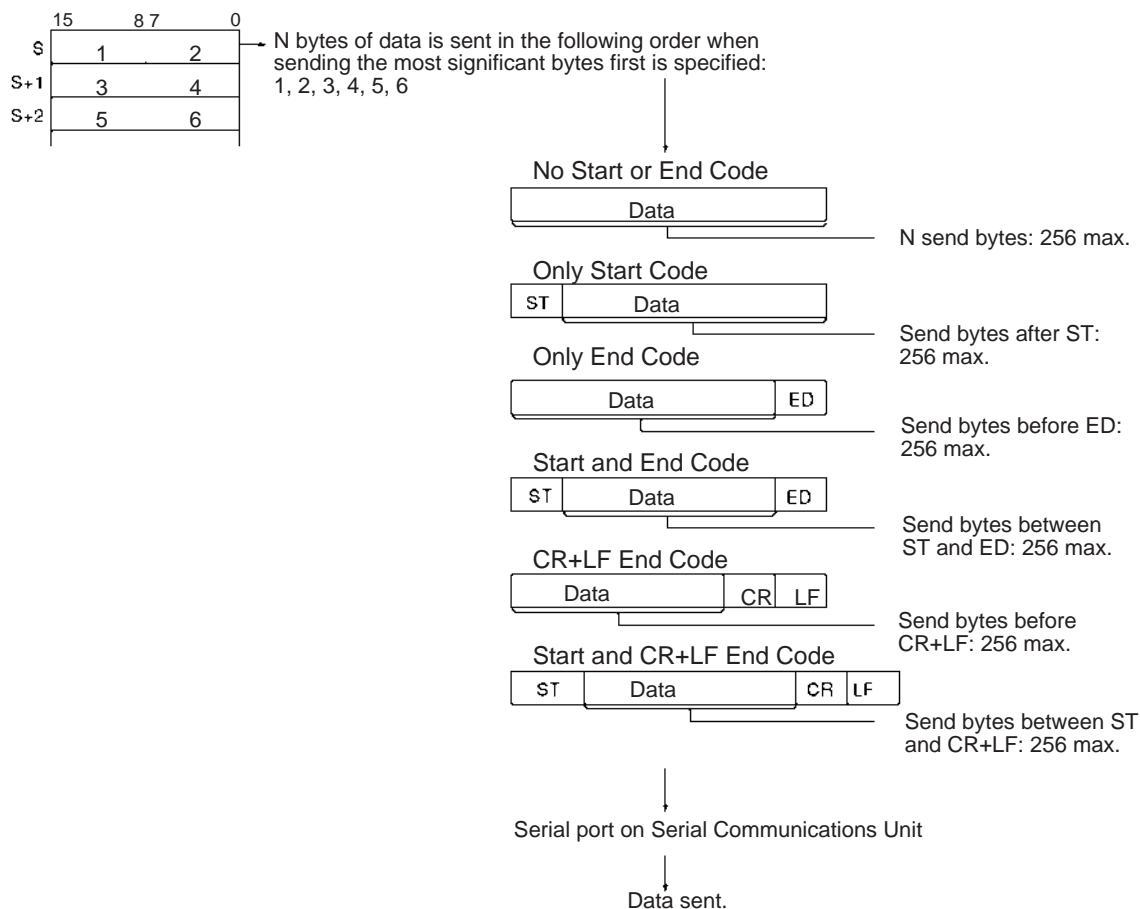 15 8 7 0
S 1 2
S+1 3 4
S+2 5 6
N bytes of data is sent in the following order when
sending the most significant bytes first is specified:
1, 2, 3, 4, 5, 6
No Start or End Code
Data
N send bytes: 256 max.
Only Start Code
ST Data
Send bytes after ST:
256 max.
Only End Code
Data ED
Send bytes before ED:
256 max.
Start and End Code
ST Data ED
Send bytes between
ST and ED: 256 max.
CR+LF End Code
Data CR LF
Send bytes before
CR+LF: 256 max.
Start and CR+LF End Code
ST Data CR LF
Send bytes between ST
and CR+LF: 256 max.
Serial port on Serial Communications Unit
Data sent.